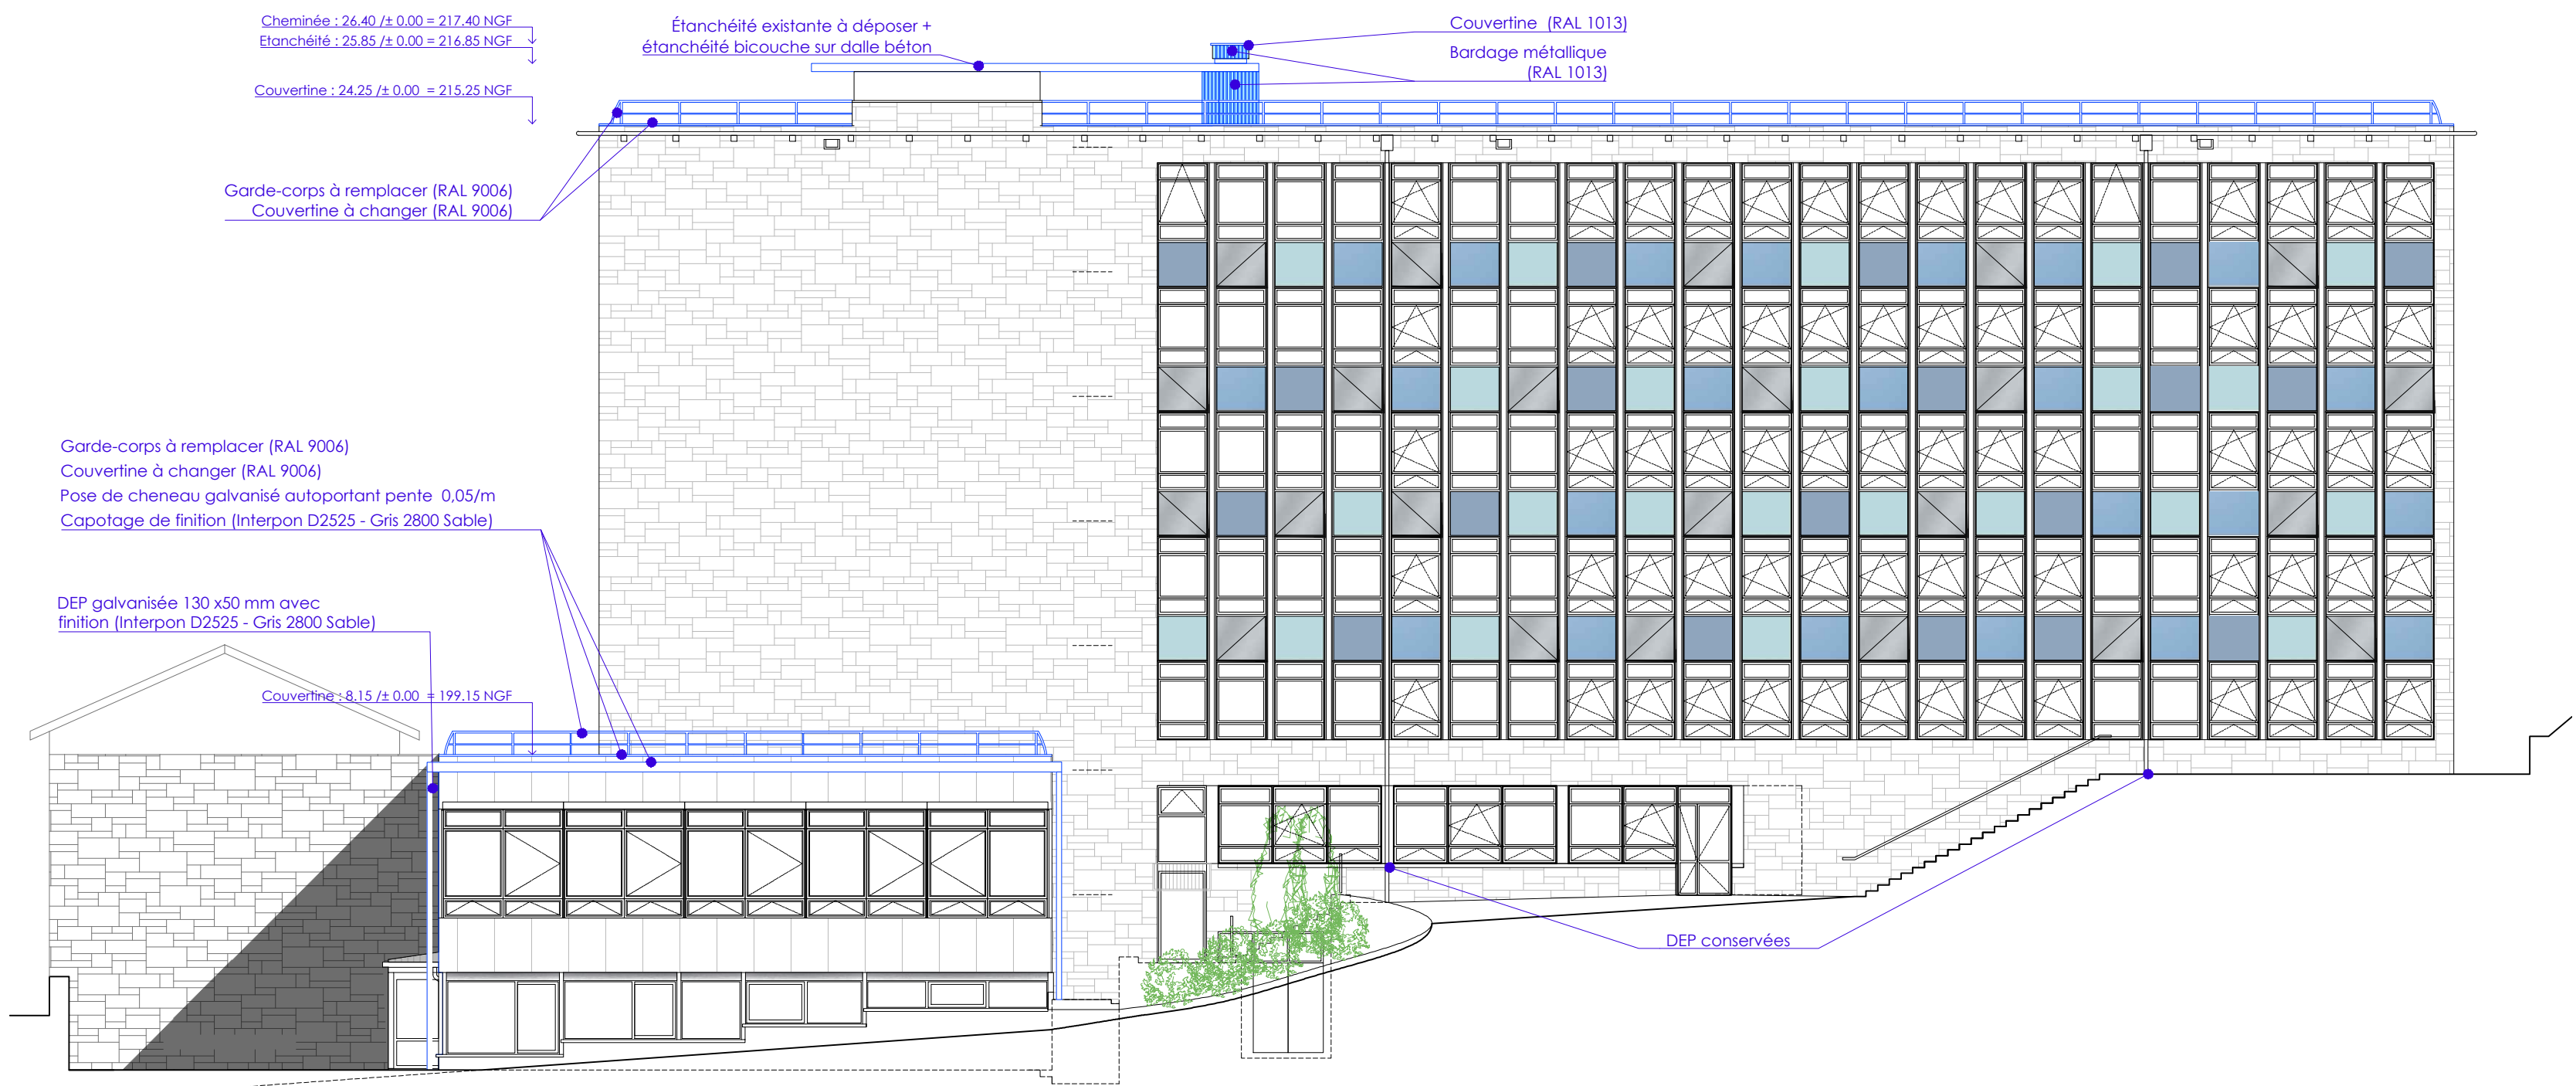 Cheminée : 26.40 /± 0.00 = 217.40 NGF
Etanchéité : 25.85 /± 0.00 = 216.85 NGF
Couvertine : 24.25 /± 0.00 = 215.25 NGF
Étanchéité existante à déposer +
étanchéité bicouche sur dalle béton
Couvertine (RAL 1013)
Bardage métallique
(RAL 1013)
Garde-corps à remplacer (RAL 9006)
Couvertine à changer (RAL 9006)
Garde-corps à remplacer (RAL 9006)
Couvertine à changer (RAL 9006)
Pose de cheneau galvanisé autoportant pente 0,05/m
Capotage de finition (Interpon D2525 - Gris 2800 Sable)
DEP galvanisée 130 x50 mm avec
finition (Interpon D2525 - Gris 2800 Sable)
Couvertine : 8.15 /± 0.00 = 199.15 NGF
DEP conservées